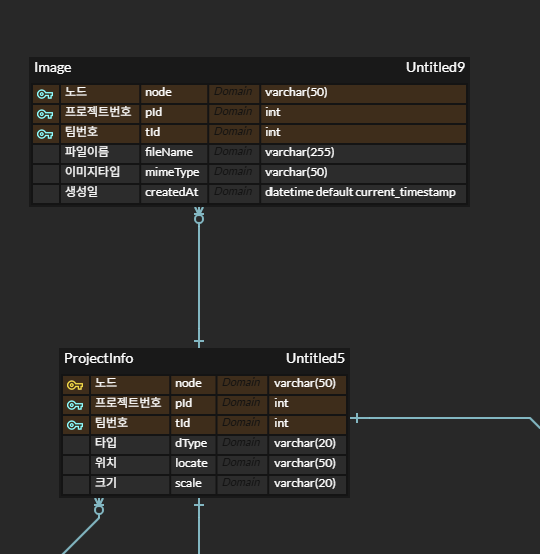 Image Untitled9
노드 node Domain varchar(50)
프로젝트번호 pId Domain int
팀번호 tId Domain int
파일이름 fileName Domain varchar(255)
이미지타입 mimeType Domain varchar(50)
생성일 createdAt Domain datetime default current_timestamp
ProjectInfo Untitled5
노드 node Domain varchar(50)
프로젝트번호 pId Domain int
팀번호 tId Domain int
타입 dType Domain varchar(20)
위치 locate Domain varchar(50)
크기 scale Domain varchar(20)